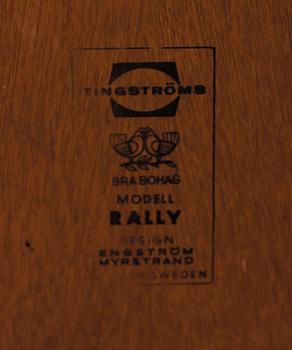 TINGSTRÖMS
BRA BOHAG
MODELL
RALLY
DESIGN
ENGSTRÖM
MYRSTRAND
SWEDEN